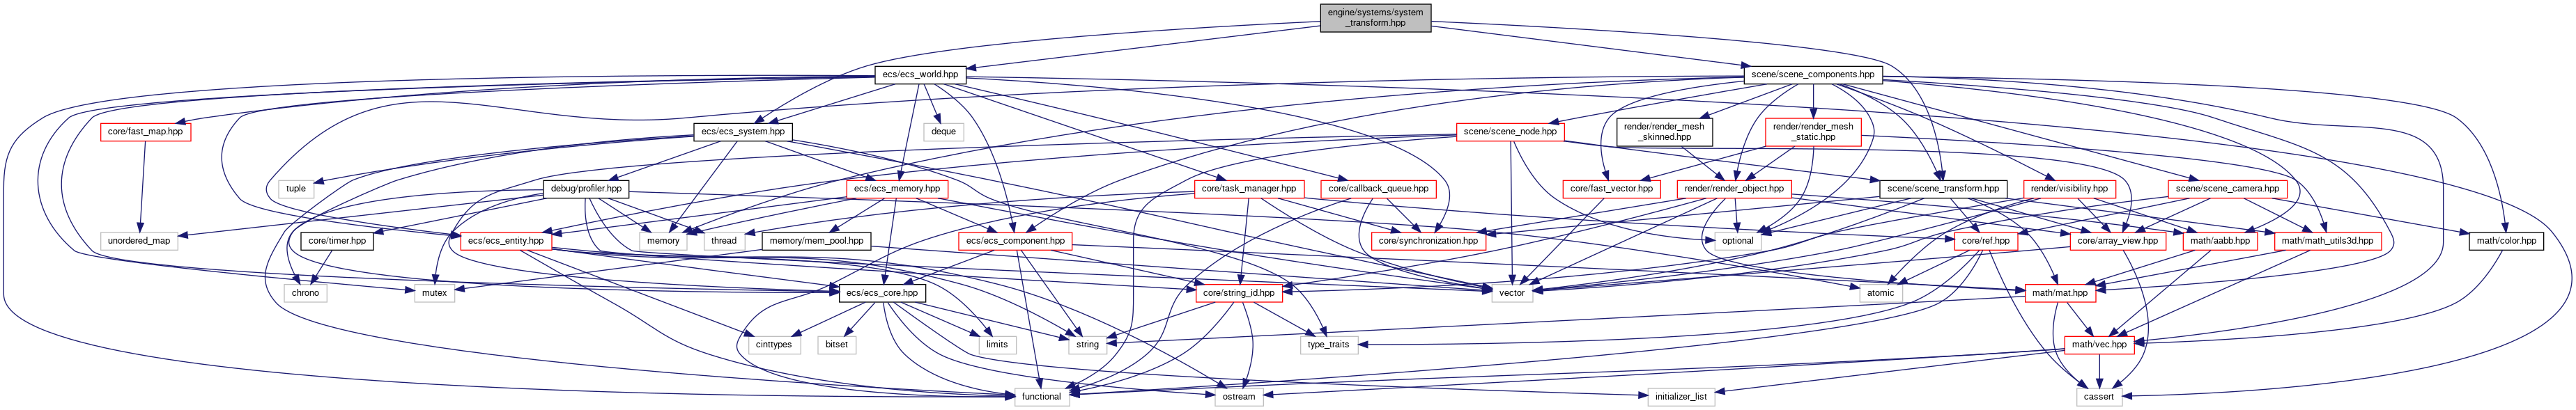 engine/systems/system
_transform.hpp
ecs/ecs_world.hpp
scene/scene_components.hpp
core/fast_map.hpp
ecs/ecs_system.hpp
deque
scene/scene_node.hpp
render/render_mesh
_skinned.hpp
render/render_mesh
_static.hpp
tuple
debug/profiler.hpp
ecs/ecs_memory.hpp
core/task_manager.hpp
core/callback_queue.hpp
core/fast_vector.hpp
render/render_object.hpp
scene/scene_transform.hpp
render/visibility.hpp
scene/scene_camera.hpp
unordered_map
core/timer.hpp
ecs/ecs_entity.hpp
memory
thread
memory/mem_pool.hpp
ecs/ecs_component.hpp
core/synchronization.hpp
optional
core/ref.hpp
core/array_view.hpp
math/aabb.hpp
math/math_utils3d.hpp
math/color.hpp
chrono
mutex
ecs/ecs_core.hpp
core/string_id.hpp
vector
atomic
math/mat.hpp
cinttypes
bitset
limits
string
type_traits
math/vec.hpp
functional
ostream
initializer_list
cassert